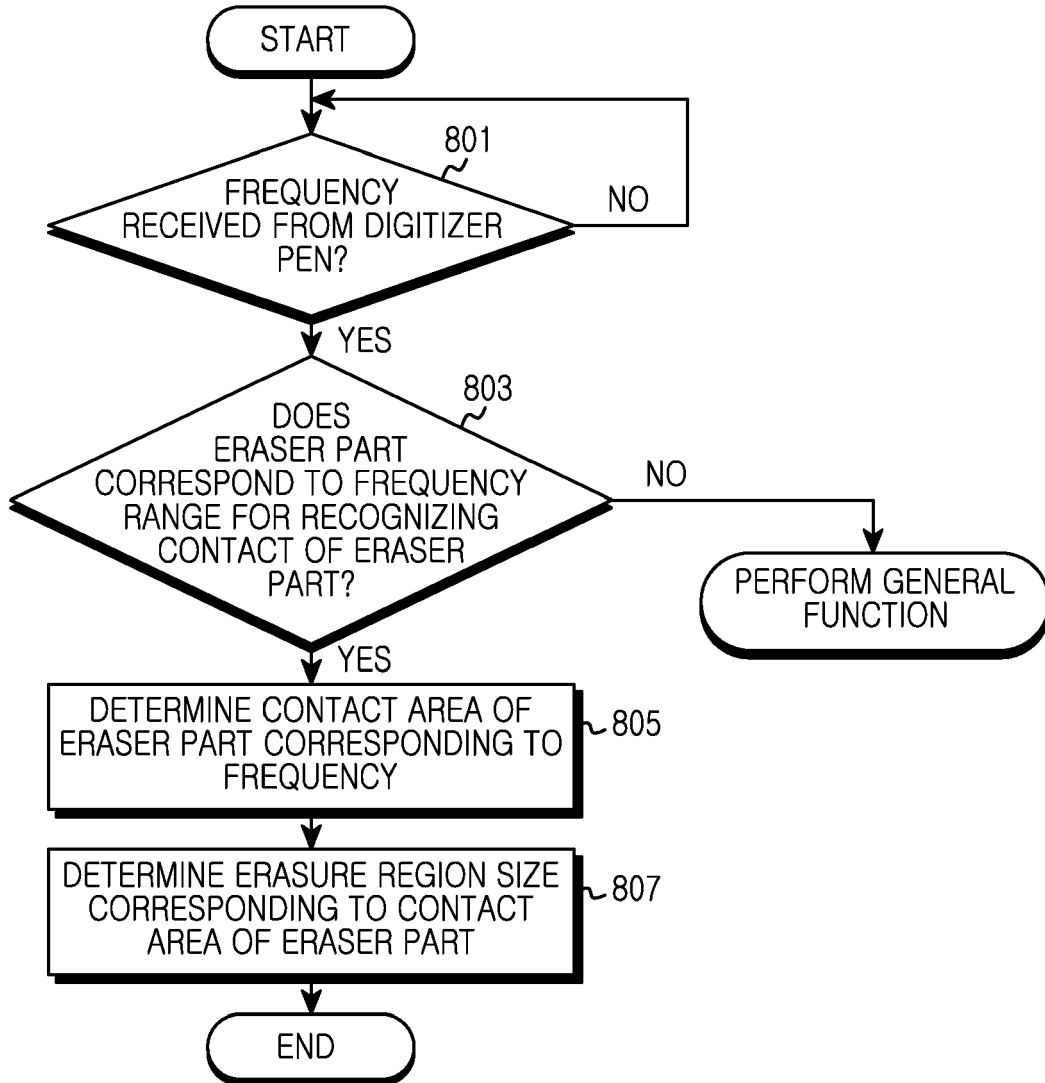 START
801
FREQUENCY
RECEIVED FROM DIGITIZER
PEN?
NO
YES
803
DOES
ERASER PART
CORRESPOND TO FREQUENCY
RANGE FOR RECOGNIZING
CONTACT OF ERASER
PART?
NO
PERFORM GENERAL
FUNCTION
YES
DETERMINE CONTACT AREA OF
ERASER PART CORRESPONDING TO
FREQUENCY
805
DETERMINE ERASURE REGION SIZE
CORRESPONDING TO CONTACT
AREA OF ERASER PART
807
END